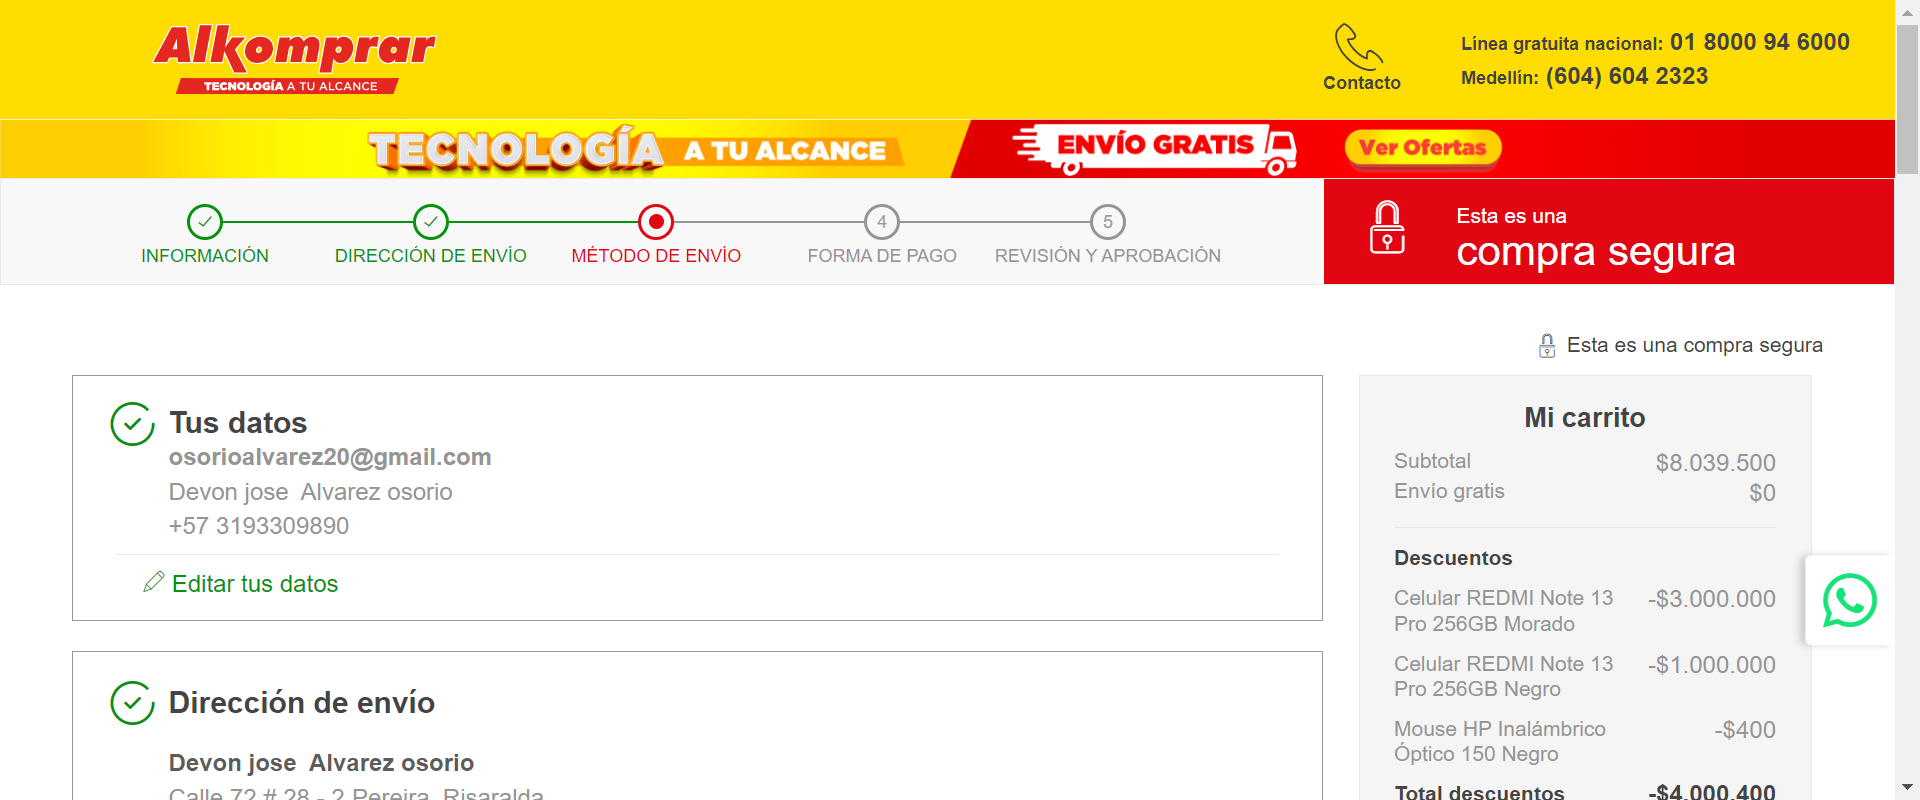 Alkomprar
TECNOLOGÍA A TU ALCANCE
Contacto
Línea gratuita nacional: 01 8000 94 6000
Medellín: (604) 604 2323
TECNOLOGÍA A TU ALCANCE
ENVÍO GRATIS
Ver Ofertas
INFORMACIÓN
DIRECCIÓN DE ENVÍO
MÉTODO DE ENVÍO
4
FORMA DE PAGO
5
REVISIÓN Y APROBACIÓN
Esta es una
compra segura
Esta es una compra segura
Tus datos
osorioalvarez20@gmail.com
Devon jose Alvarez osorio
+57 3193309890
Editar tus datos
Dirección de envío
Devon jose Alvarez osorio
Calle 72 # 28 - 2 Pereira, Risaralda
Mi carrito
Subtotal $8.039.500
Envío gratis $0
Descuentos
Celular REDMI Note 13 -$3.000.000
Pro 256GB Morado
Celular REDMI Note 13 -$1.000.000
Pro 256GB Negro
Mouse HP Inalámbrico -$400
Óptico 150 Negro
Total descuentos -$4.000.400